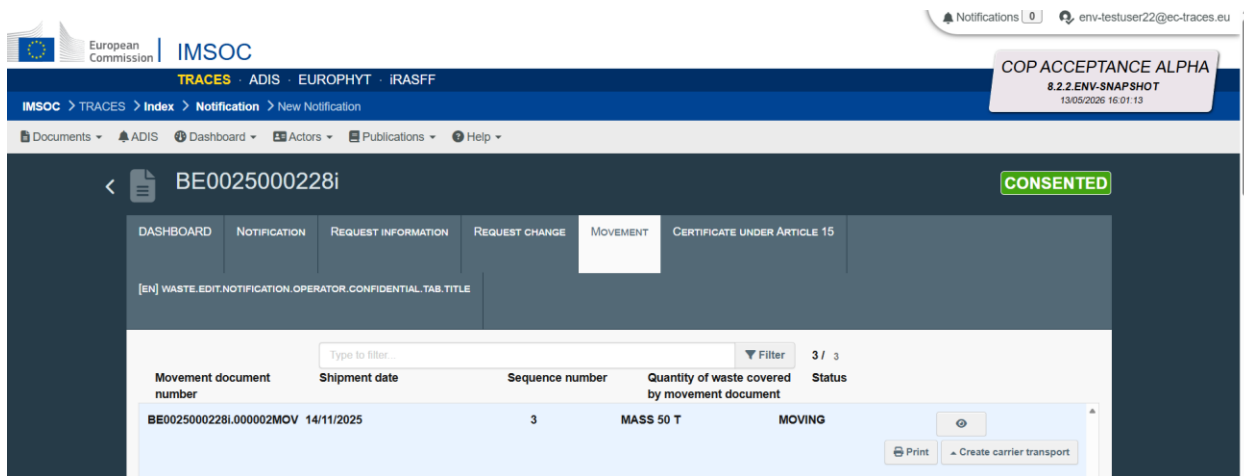 Notifications 0 env-testuser22@ec-traces.eu
European
Commission
IMSOC
TRACES · ADIS · EUROPHYT · iRASFF
COP ACCEPTANCE ALPHA
8.2.2.ENV-SNAPSHOT
13/05/2026 16:01:13
IMSOC > TRACES > Index > Notification > New Notification
Documents ADIS Dashboard Actors Publications Help
BE0025000228i
CONSENTED
DASHBOARD NOTIFICATION REQUEST INFORMATION REQUEST CHANGE MOVEMENT CERTIFICATE UNDER ARTICLE 15
[EN] WASTE.EDIT.NOTIFICATION.OPERATOR.CONFIDENTIAL.TAB.TITLE
Type to filter... Filter 3 / 3
Movement document number Shipment date Sequence number Quantity of waste covered by movement document Status
BE0025000228i.000002MOV 14/11/2025 3 MASS 50 T MOVING
Print Create carrier transport